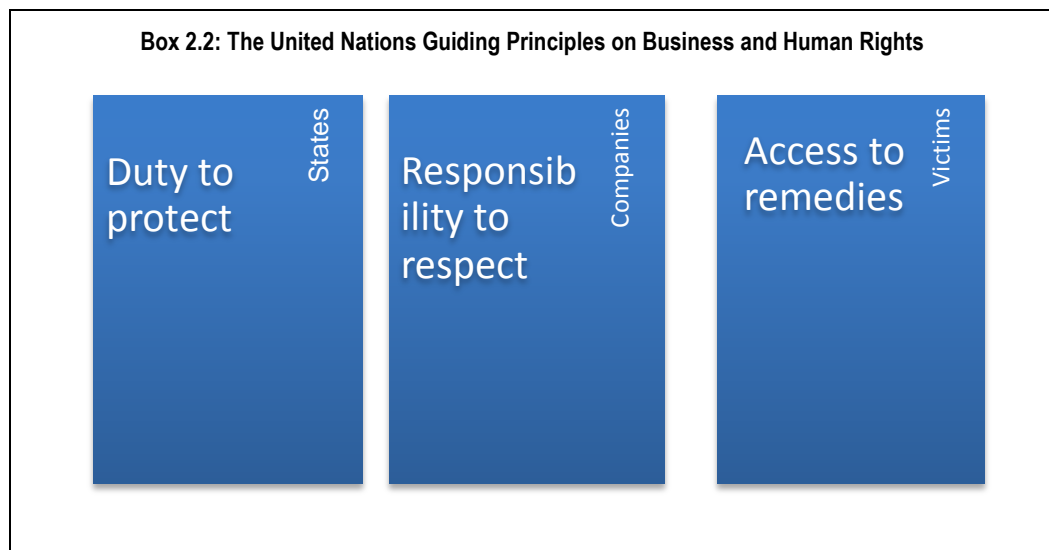 Box 2.2: The United Nations Guiding Principles on Business and Human Rights
Duty to
protect
States
Responsib
ility to
respect
Companies
Access to
remedies
Victims